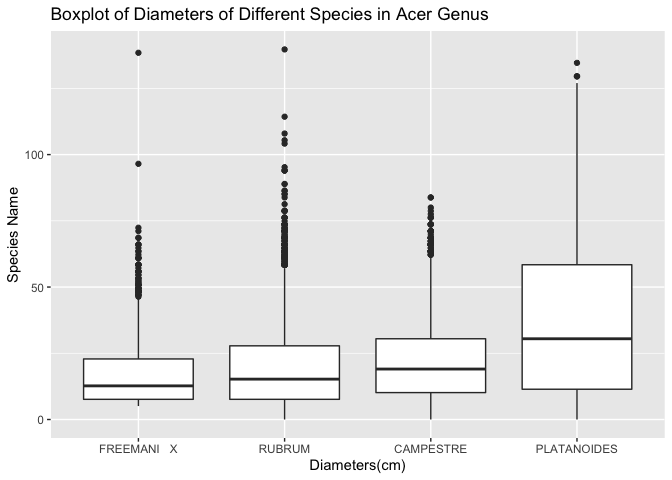 Boxplot of Diameters of Different Species in Acer Genus
100
50
0
Species Name
FREEMANI X RUBRUM CAMPESTRE PLATANOIDES
Diameters(cm)